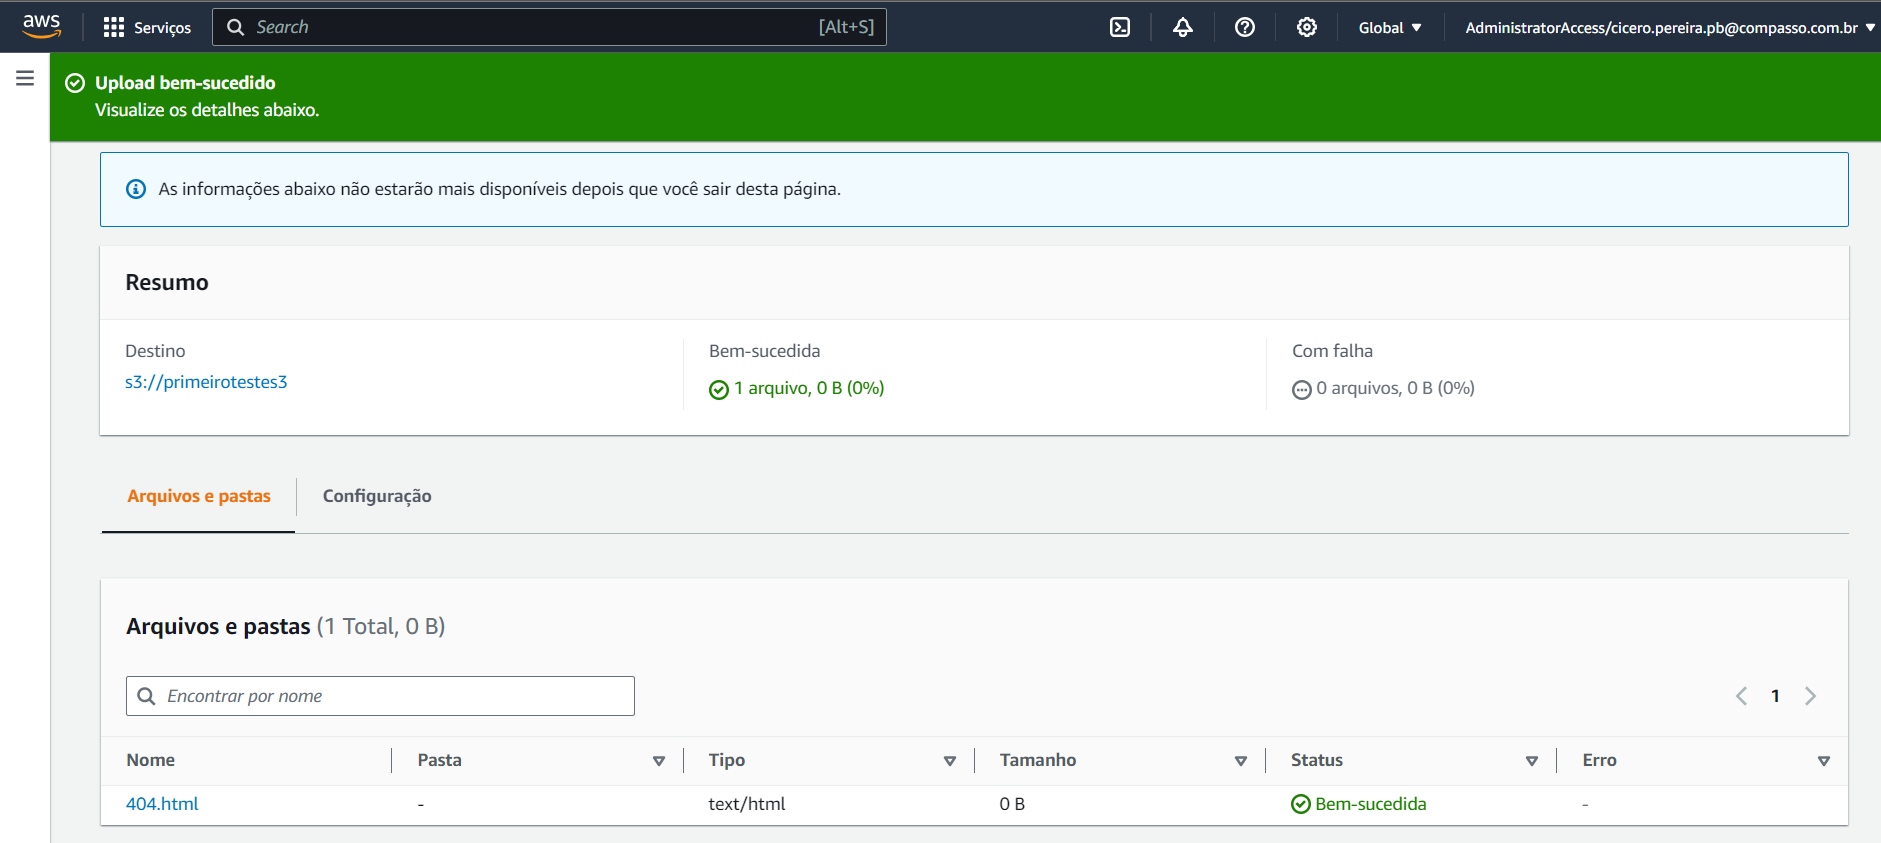 aws
Serviços
Search
[Alt+S]
Global
AdministratorAccess/cicero.pereira.pb@compasso.com.br
Upload bem-sucedido
Visualize os detalhes abaixo.
As informações abaixo não estarão mais disponíveis depois que você sair desta página.
Resumo
Destino
s3://primeirotestes3
Bem-sucedida
1 arquivo, 0 B (0%)
Com falha
0 arquivos, 0 B (0%)
Arquivos e pastas
Configuração
Arquivos e pastas (1 Total, 0 B)
Encontrar por nome
1
Nome Pasta Tipo Tamanho Status Erro
404.html - text/html 0 B Bem-sucedida -